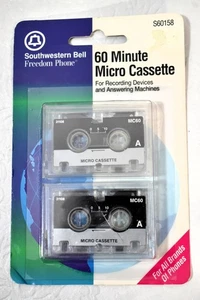 S60158
Southwestern Bell
Freedom Phone®
60 Minute
Micro Cassette
For Recording Devices
and Answering Machines
MC60
A
MICRO CASSETTE
MC60
A
MICRO CASSETTE
For All Brands
Of Phones